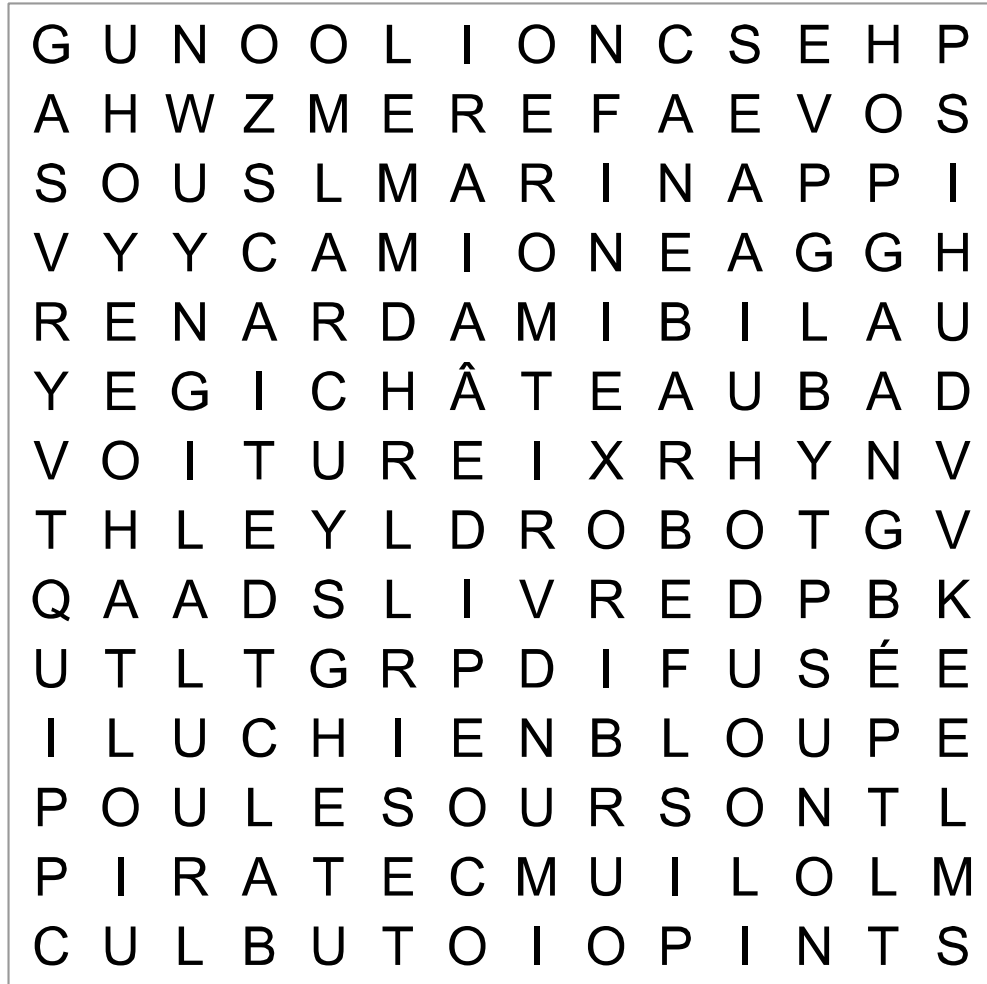 G U N O O L I O N C S E H P
A H W Z M E R E F A E V O S
S O U S L M A R I N A P P I
V Y Y C A M I O N E A G G H
R E N A R D A M I B I L A U
Y E G I C H Â T E A U B A D
V O I T U R E I X R H Y N V
T H L E Y L D R O B O T G V
Q A A D S L I V R E D P B K
U T L T G R P D I F U S É E
I L U C H I E N B L O U P E
P O U L E S O U R S O N T L
P I R A T E C M U I L O L M
C U L B U T O I O P I N T S